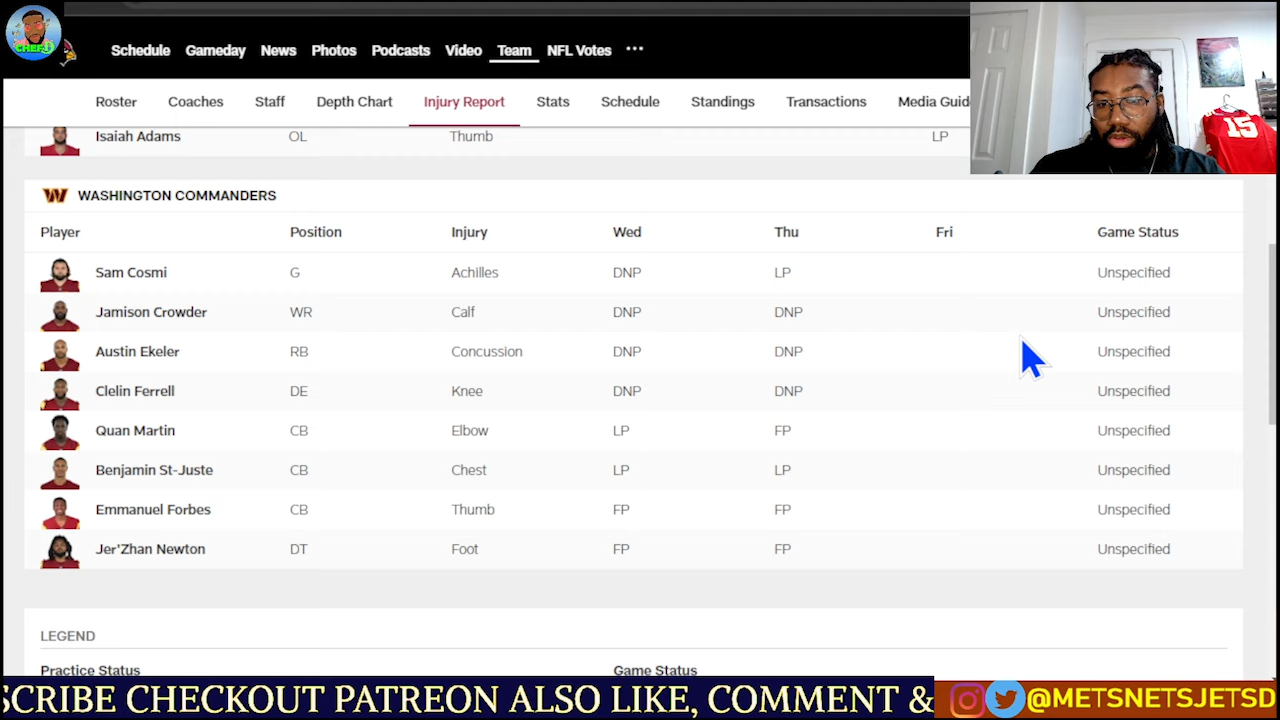 CHEF J
Schedule Gameday News Photos Podcasts Video Team NFL Votes ···
Roster Coaches Staff Depth Chart Injury Report Stats Schedule Standings Transactions Media Guid
Isaiah Adams OL Thumb LP
15
W WASHINGTON COMMANDERS
Player Position Injury Wed Thu Fri Game Status
Sam Cosmi G Achilles DNP LP Unspecified
Jamison Crowder WR Calf DNP DNP Unspecified
Austin Ekeler RB Concussion DNP DNP Unspecified
Clelin Ferrell DE Knee DNP DNP Unspecified
Quan Martin CB Elbow LP FP Unspecified
Benjamin St-Juste CB Chest LP LP Unspecified
Emmanuel Forbes CB Thumb FP FP Unspecified
Jer'Zhan Newton DT Foot FP FP Unspecified
LEGEND
Practice Status Game Status
SCRIBE CHECKOUT PATREON ALSO LIKE, COMMENT & @METSNETSJETSD